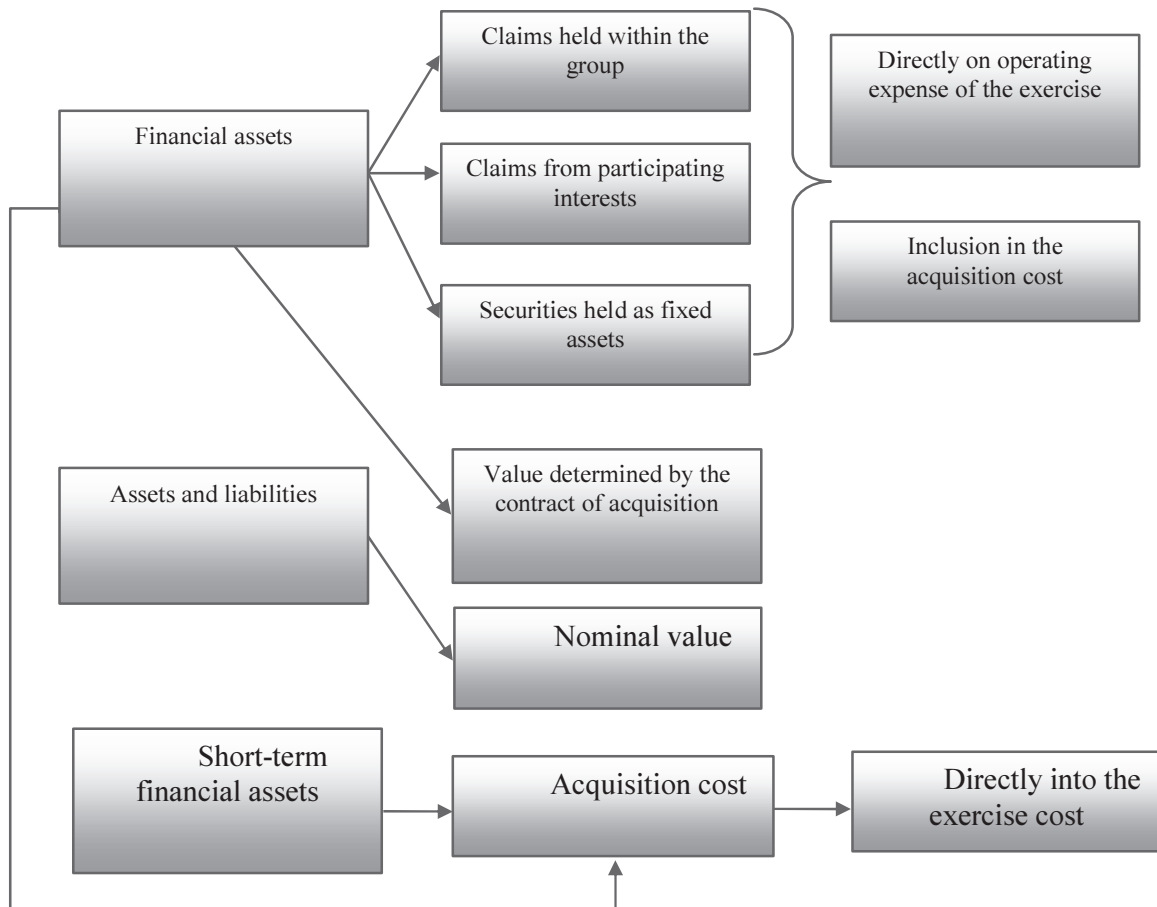 Claims held within the
group
Directly on operating
expense of the exercise
Financial assets
Claims from participating
interests
Inclusion in the
acquisition cost
Securities held as fixed
assets
Assets and liabilities
Value determined by the
contract of acquisition
Nominal value
Short-term
financial assets
Acquisition cost
Directly into the
exercise cost